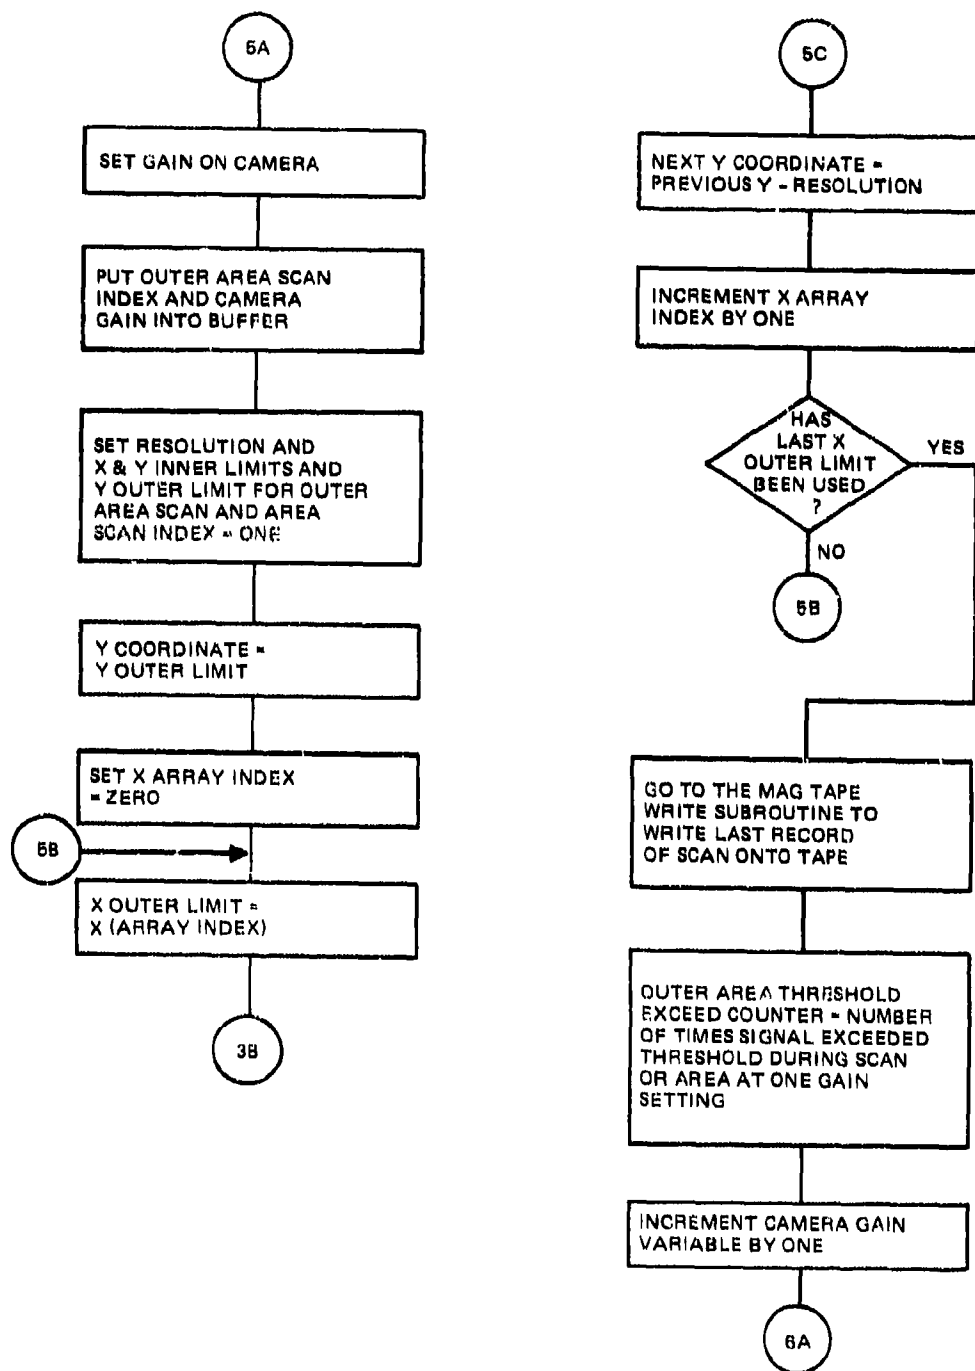 5A
SET GAIN ON CAMERA
PUT OUTER AREA SCAN
INDEX AND CAMERA
GAIN INTO BUFFER
SET RESOLUTION AND
X & Y INNER LIMITS AND
Y OUTER LIMIT FOR OUTER
AREA SCAN AND AREA
SCAN INDEX = ONE
Y COORDINATE =
Y OUTER LIMIT
SET X ARRAY INDEX
= ZERO
5B
X OUTER LIMIT =
X (ARRAY INDEX)
3B
5C
NEXT Y COORDINATE =
PREVIOUS Y - RESOLUTION
INCREMENT X ARRAY
INDEX BY ONE
HAS
LAST X
OUTER LIMIT
BEEN USED
?
YES
NO
5B
GO TO THE MAG TAPE
WRITE SUBROUTINE TO
WRITE LAST RECORD
OF SCAN ONTO TAPE
OUTER AREA THRESHOLD
EXCEED COUNTER = NUMBER
OF TIMES SIGNAL EXCEEDED
THRESHOLD DURING SCAN
OR AREA AT ONE GAIN
SETTING
INCREMENT CAMERA GAIN
VARIABLE BY ONE
6A